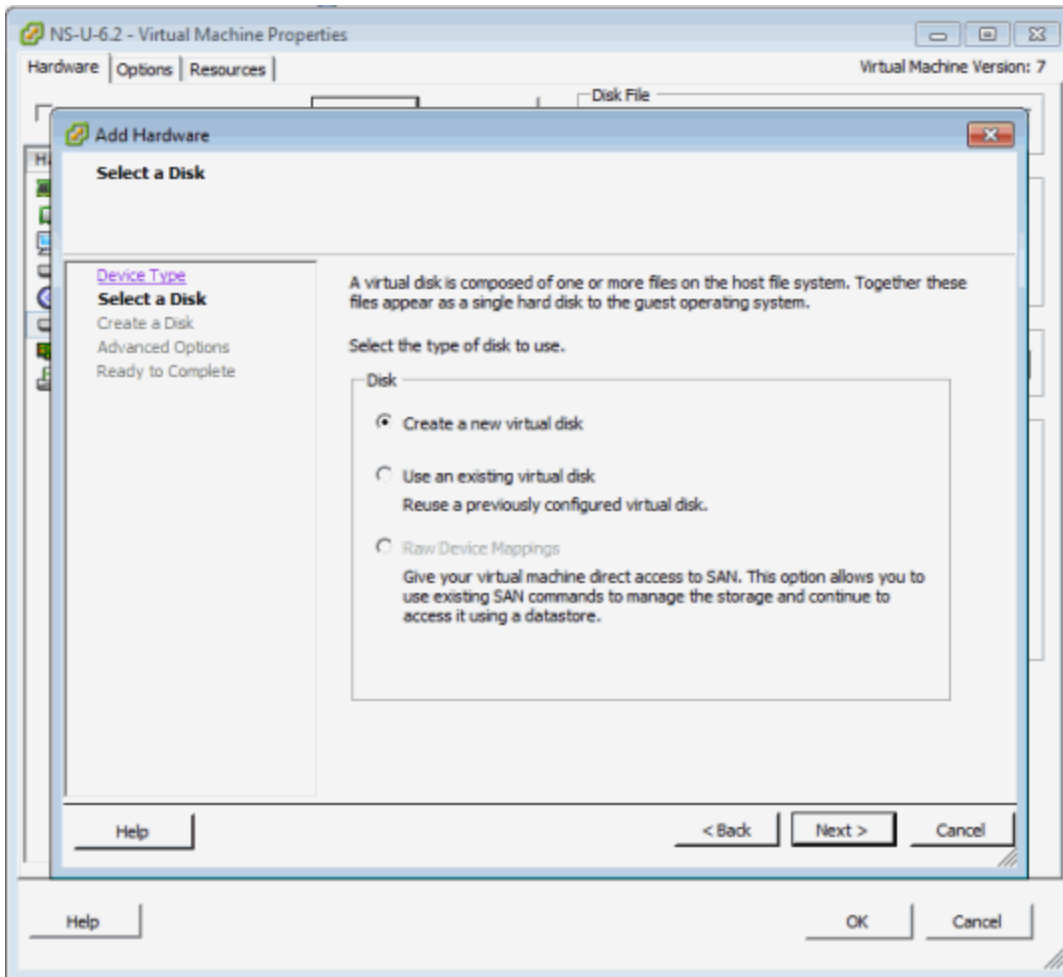 NS-U-6.2 - Virtual Machine Properties
Hardware Options Resources
Virtual Machine Version: 7
Disk File
Add Hardware
Select a Disk
Device Type
Select a Disk
Create a Disk
Advanced Options
Ready to Complete
A virtual disk is composed of one or more files on the host file system. Together these
files appear as a single hard disk to the guest operating system.
Select the type of disk to use.
Disk
Create a new virtual disk
Use an existing virtual disk
Reuse a previously configured virtual disk.
Raw Device Mappings
Give your virtual machine direct access to SAN. This option allows you to
use existing SAN commands to manage the storage and continue to
access it using a datastore.
Help
< Back
Next >
Cancel
Help
OK
Cancel